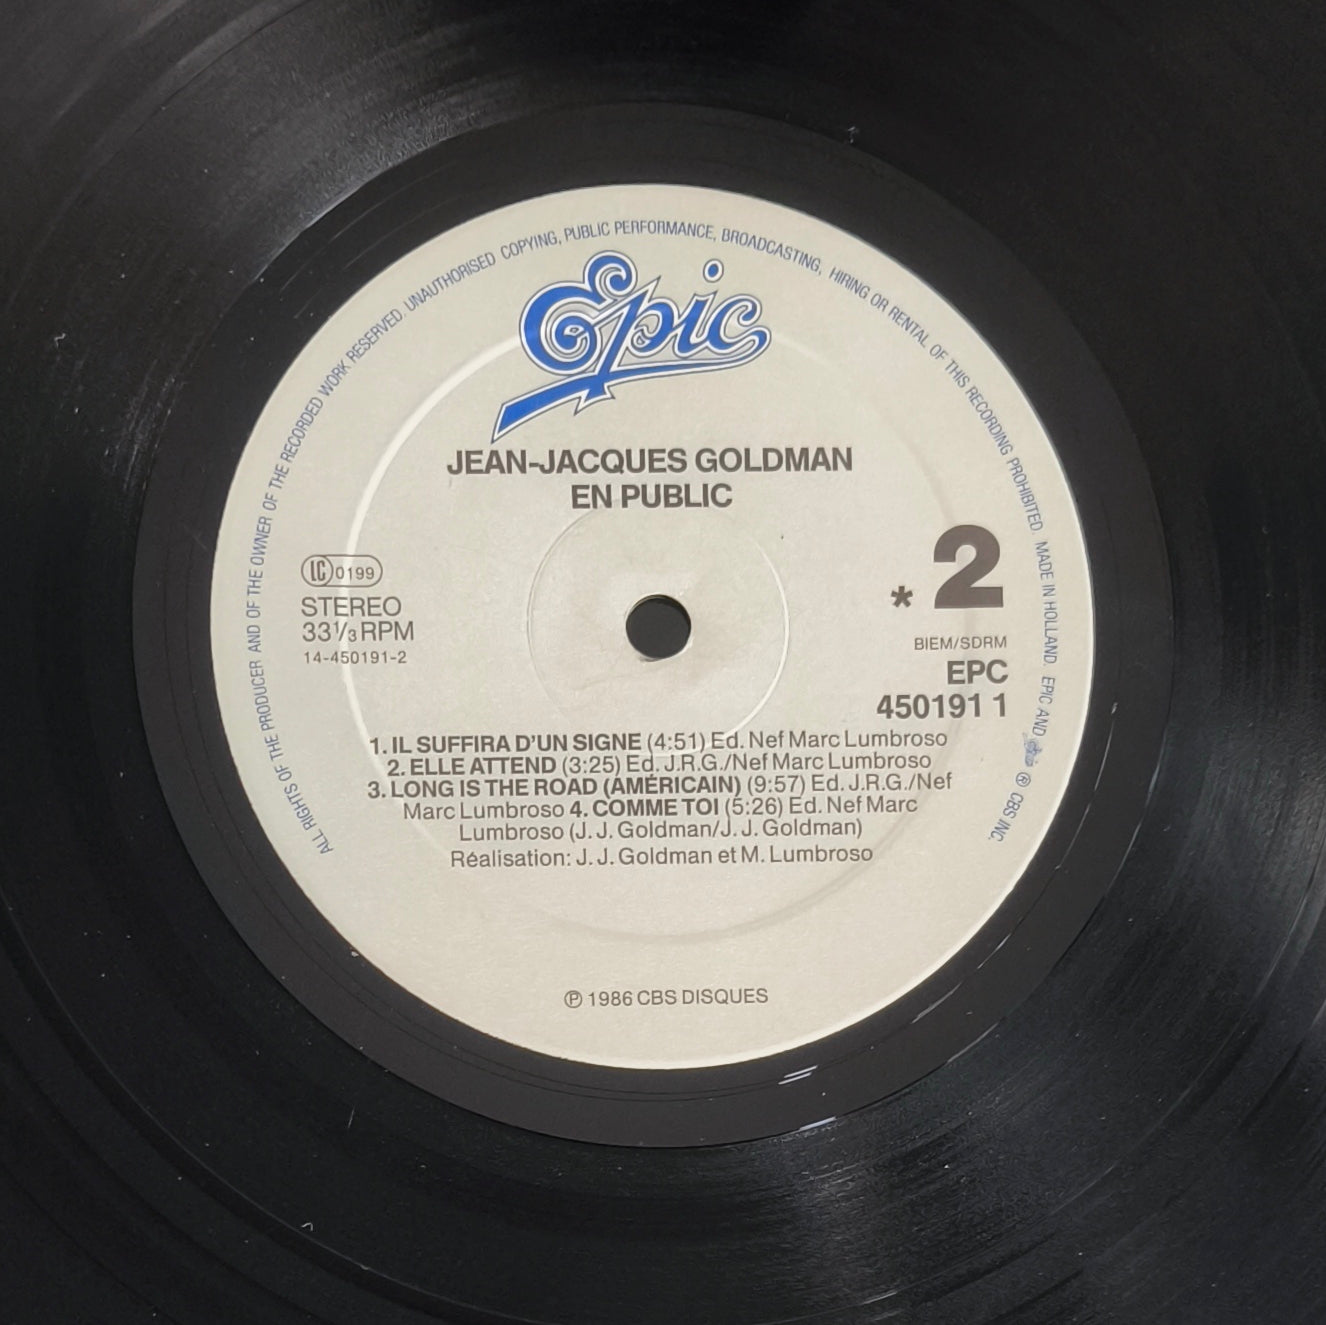 ALL RIGHTS OF THE PRODUCER AND OF THE OWNER OF THE RECORDED WORK RESERVED. UNAUTHORISED COPYING, PUBLIC PERFORMANCE, BROADCASTING, HIRING OR RENTAL OF THIS RECORDING PROHIBITED. MADE IN HOLLAND. EPIC AND ® CBS INC.
Epic
JEAN-JACQUES GOLDMAN
EN PUBLIC
LC 0199
STEREO
33 1/3 RPM
14-450191-2
* 2
BIEM/SDRM
EPC
450191 1
1. IL SUFFIRA D'UN SIGNE (4:51) Ed. Nef Marc Lumbroso
2. ELLE ATTEND (3:25) Ed. J.R.G./Nef Marc Lumbroso
3. LONG IS THE ROAD (AMÉRICAIN) (9:57) Ed. J.R.G./Nef
Marc Lumbroso 4. COMME TOI (5:26) Ed. Nef Marc
Lumbroso (J. J. Goldman/J. J. Goldman)
Réalisation: J. J. Goldman et M. Lumbroso
℗ 1986 CBS DISQUES